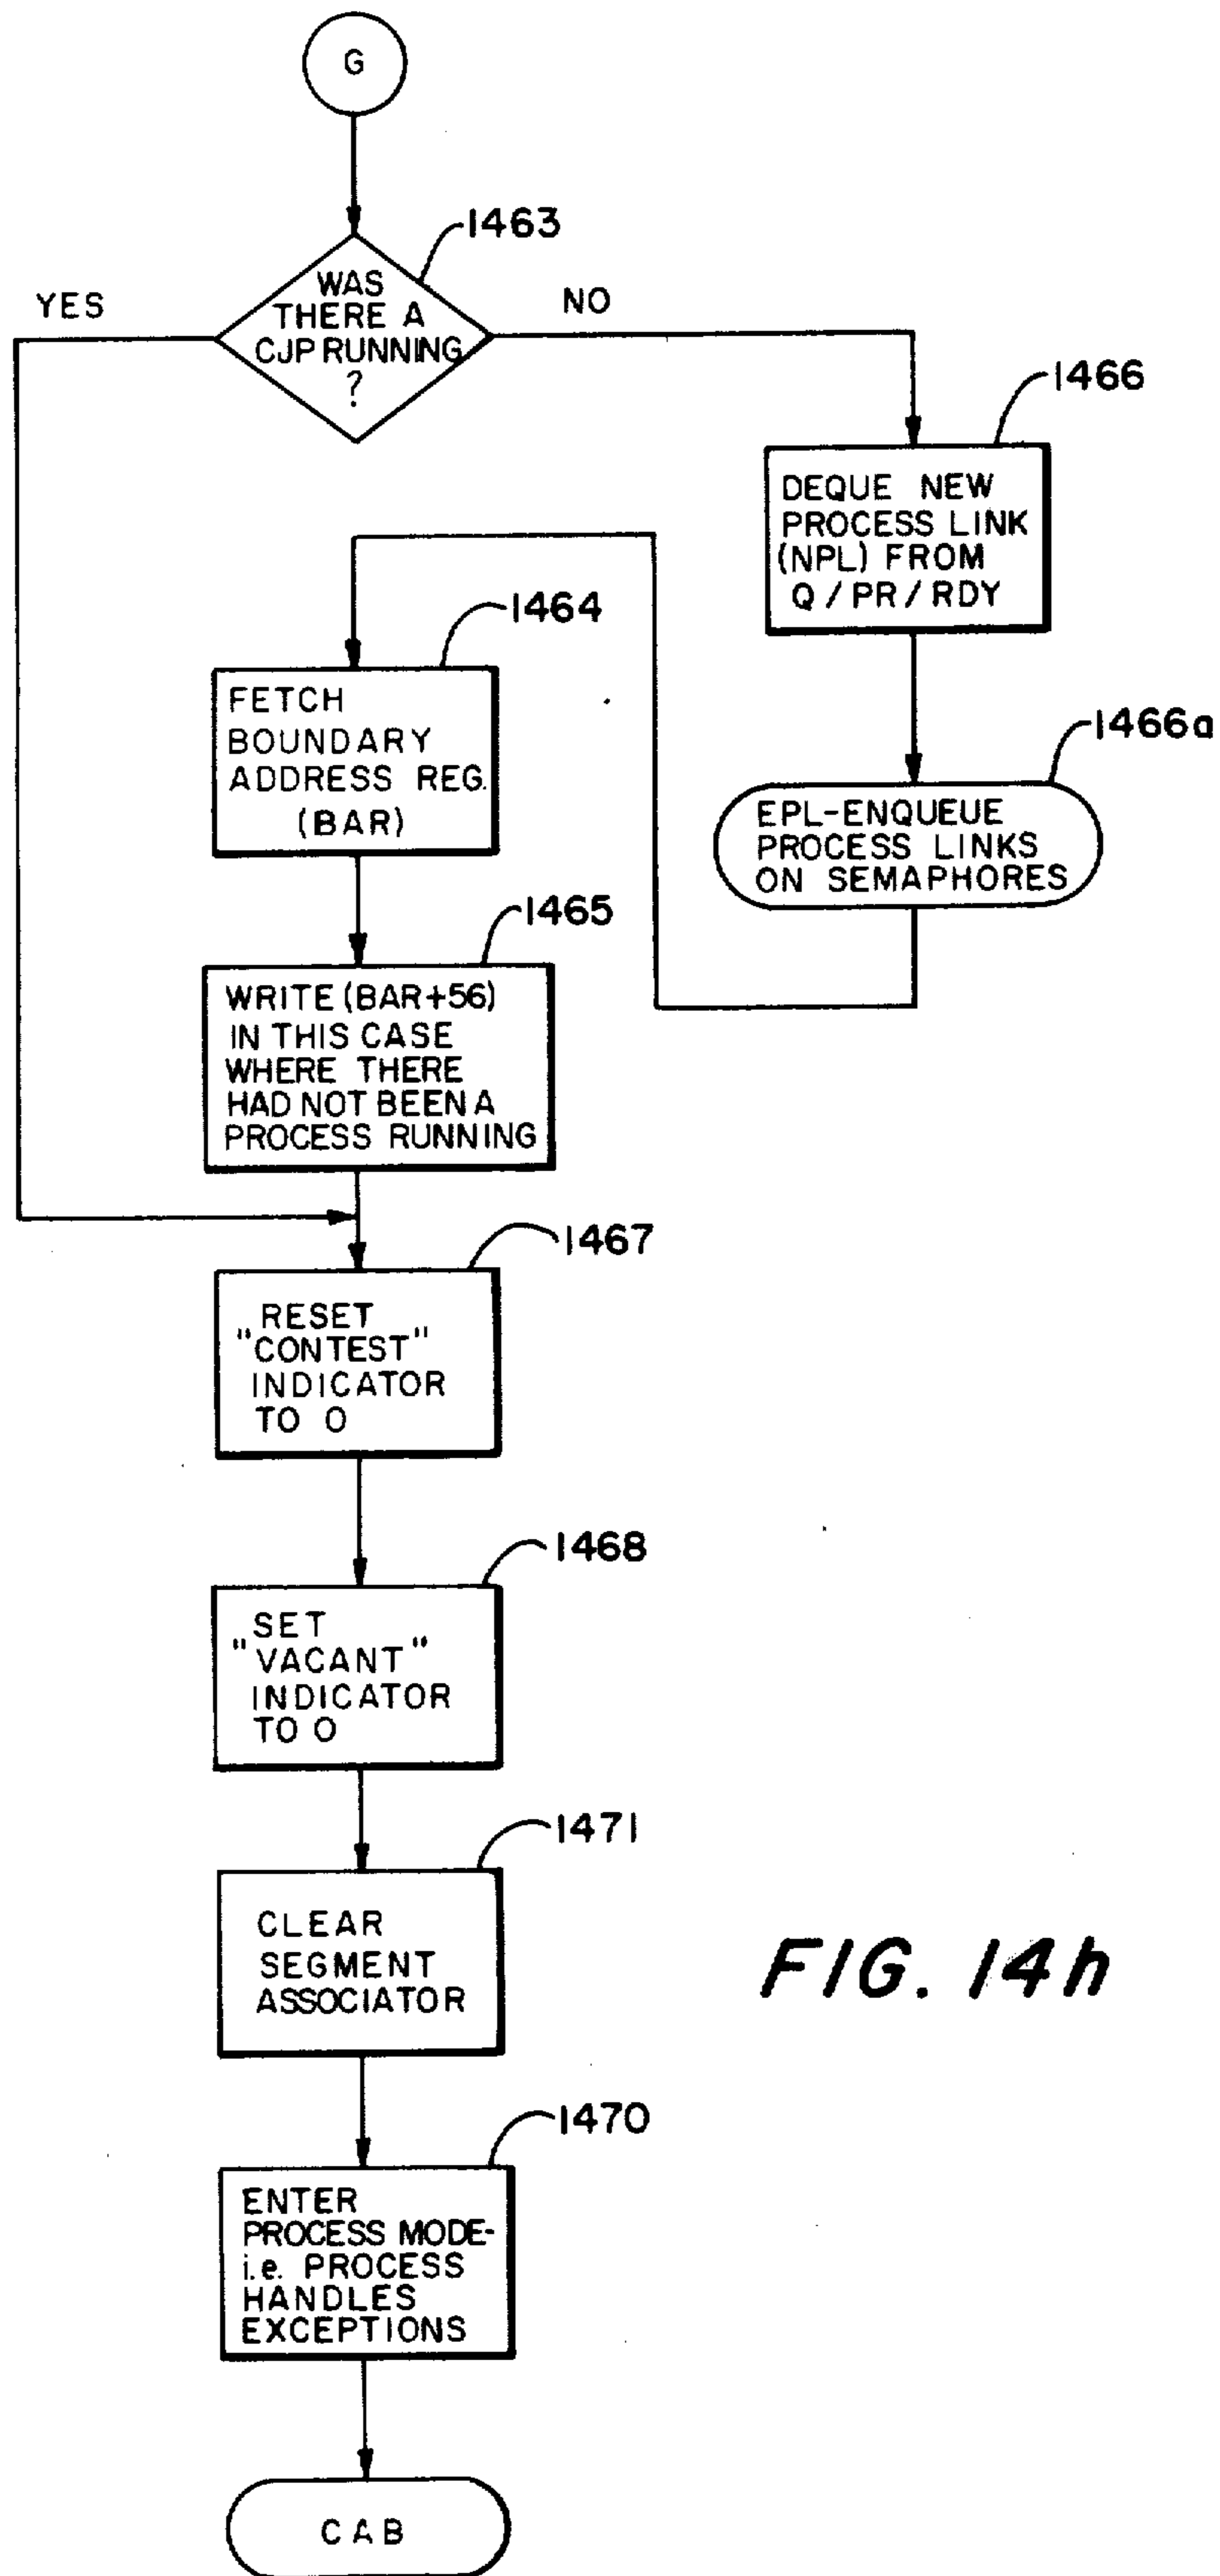 G
1463
WAS
THERE A
CJP RUNNING
?
YES
NO
1466
DEQUE NEW
PROCESS LINK
(NPL) FROM
Q/PR/RDY
1464
FETCH
BOUNDARY
ADDRESS REG.
(BAR)
1466a
EPL-ENQUEUE
PROCESS LINKS
ON SEMAPHORES
1465
WRITE (BAR+56)
IN THIS CASE
WHERE THERE
HAD NOT BEEN A
PROCESS RUNNING
1467
RESET
"CONTEST"
INDICATOR
TO 0
1468
SET
"VACANT"
INDICATOR
TO 0
1471
CLEAR
SEGMENT
ASSOCIATOR
FIG. 14h
1470
ENTER
PROCESS MODE-
i.e. PROCESS
HANDLES
EXCEPTIONS
CAB